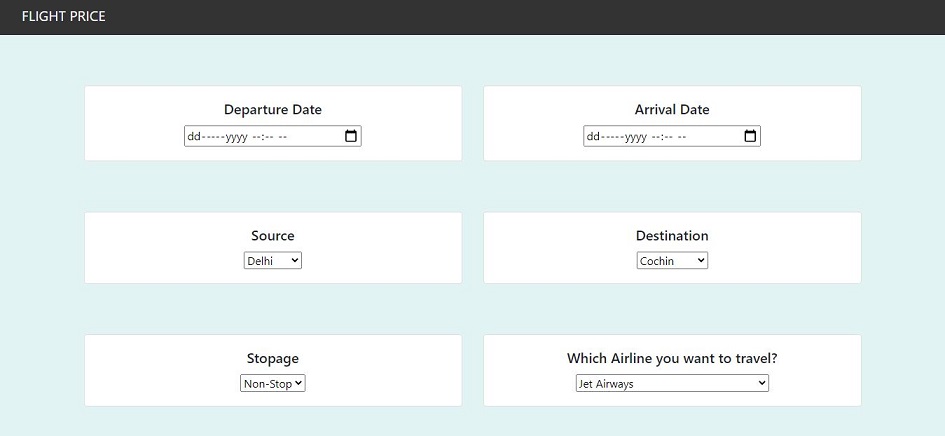 FLIGHT PRICE
Departure Date
dd-----yyyy --:-- --
Arrival Date
dd-----yyyy --:-- --
Source
Delhi
Destination
Cochin
Stopage
Non-Stop
Which Airline you want to travel?
Jet Airways